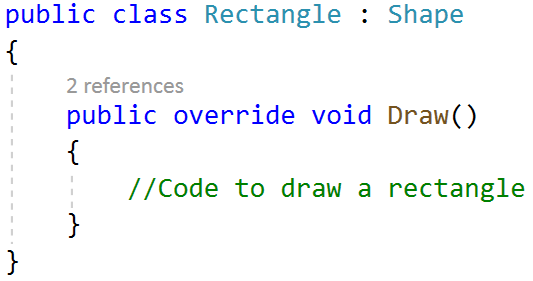 public class Rectangle : Shape
{
2 references
public override void Draw()
{
//Code to draw a rectangle
}
}